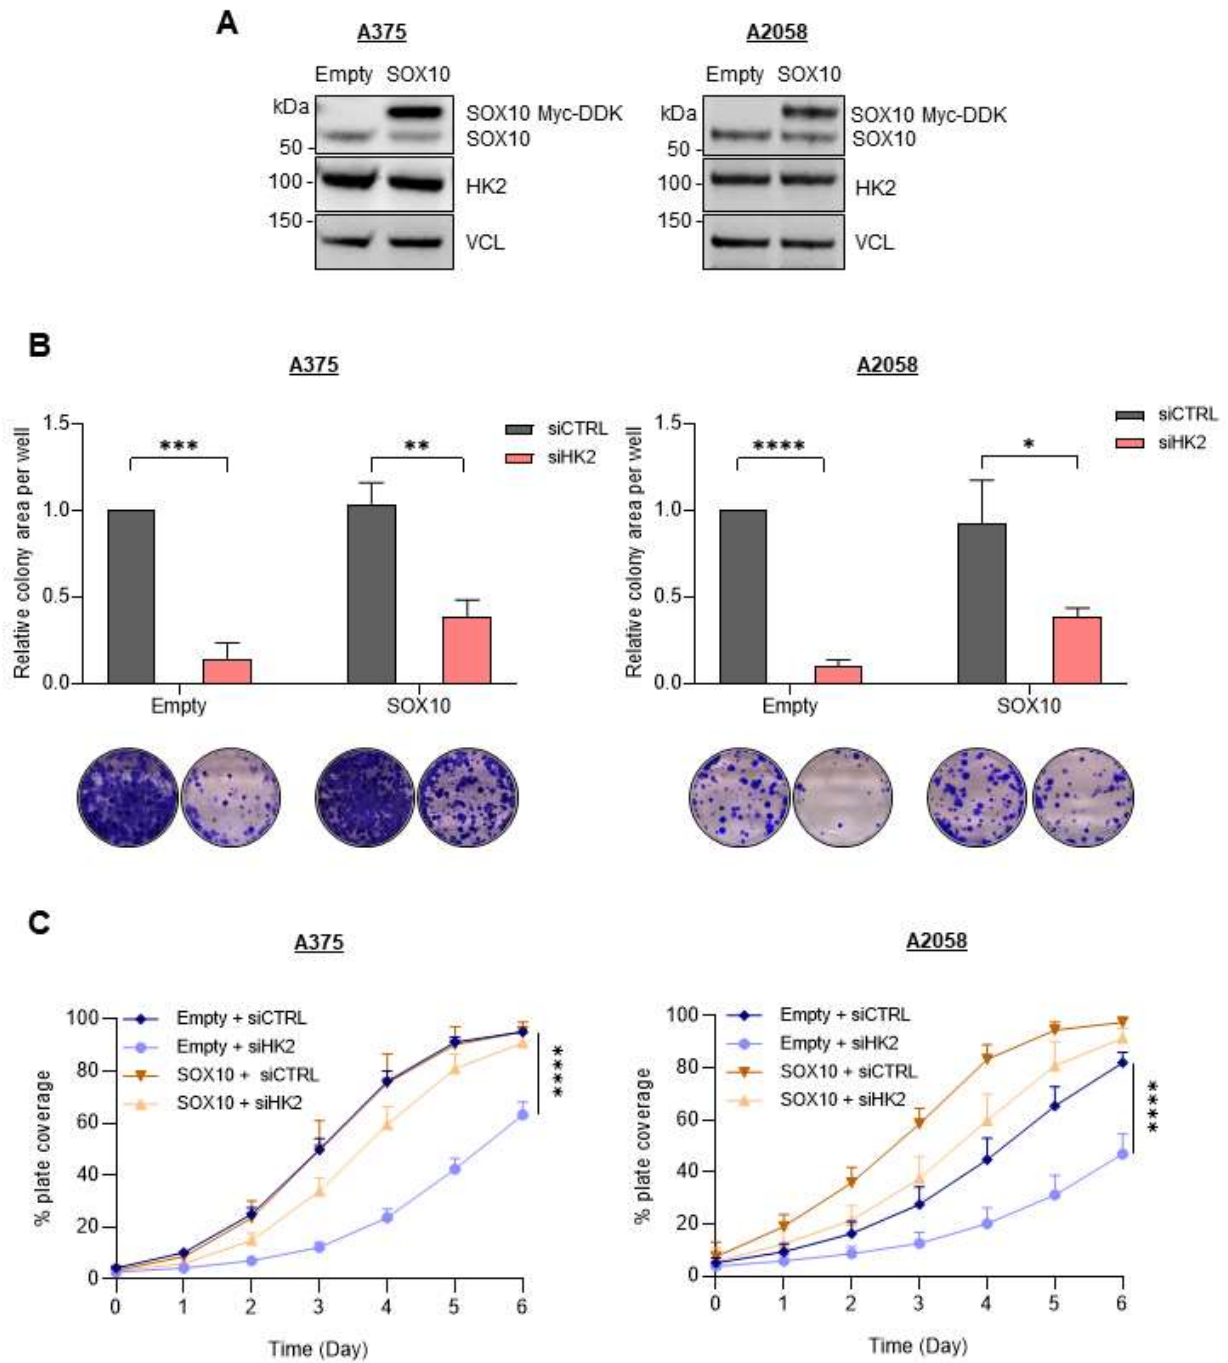 A
A375
A2058
Empty SOX10
Empty SOX10
kDa
SOX10 Myc-DDK
SOX10
50
100
HK2
150
VCL
kDa
SOX10 Myc-DDK
SOX10
50
100
HK2
150
VCL
B
A375
A2058
Relative colony area per well
1.5
1.0
0.5
0.0
***
**
siCTRL
siHK2
Empty
SOX10
Relative colony area per well
1.5
1.0
0.5
0.0
****
*
siCTRL
siHK2
Empty
SOX10
C
A375
A2058
% plate coverage
100
80
60
40
20
0
Empty + siCTRL
Empty + siHK2
SOX10 + siCTRL
SOX10 + siHK2
****
0 1 2 3 4 5 6
Time (Day)
% plate coverage
100
80
60
40
20
0
Empty + siCTRL
Empty + siHK2
SOX10 + siCTRL
SOX10 + siHK2
****
0 1 2 3 4 5 6
Time (Day)